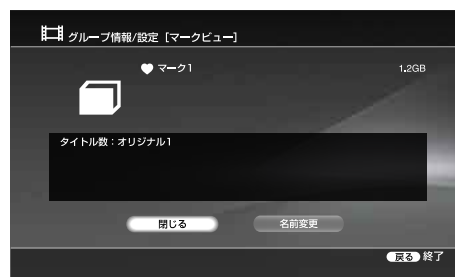 グループ情報/設定［マークビュー］
♥ マーク1 1.2GB
タイトル数：オリジナル1
閉じる 名前変更
戻る 終了